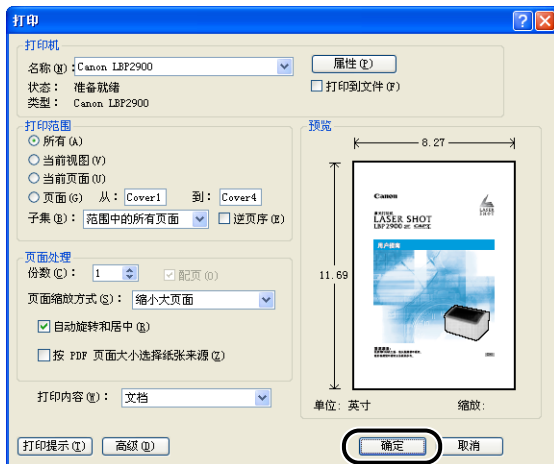 打印
打印机
名称(N): Canon LBP2900
属性(P)
状态: 准备就绪
打印到文件(F)
类型: Canon LBP2900
打印范围
所有(A)
当前视图(V)
当前页面(U)
页面(G) 从: Cover1 到: Cover4
子集(B): 范围中的所有页面 逆页序(E)
页面处理
份数(C): 1 配页(O)
页面缩放方式(S): 缩小大页面
自动旋转和居中(R)
按 PDF 页面大小选择纸张来源(Z)
打印内容(W): 文档
预览
8.27
11.69
Canon
LASER SHOT
LASER SHOT
LBP2900
用户指南
单位: 英寸 缩放:
打印提示(T) 高级(D) 确定 取消